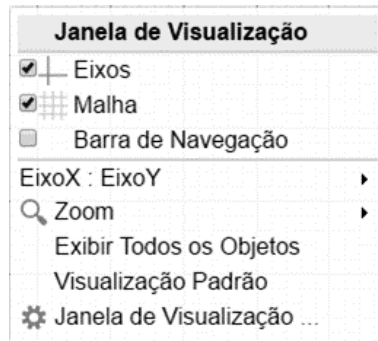 Janela de Visualização
Eixos
Malha
Barra de Navegação
EixoX : EixoY
Zoom
Exibir Todos os Objetos
Visualização Padrão
Janela de Visualização ...